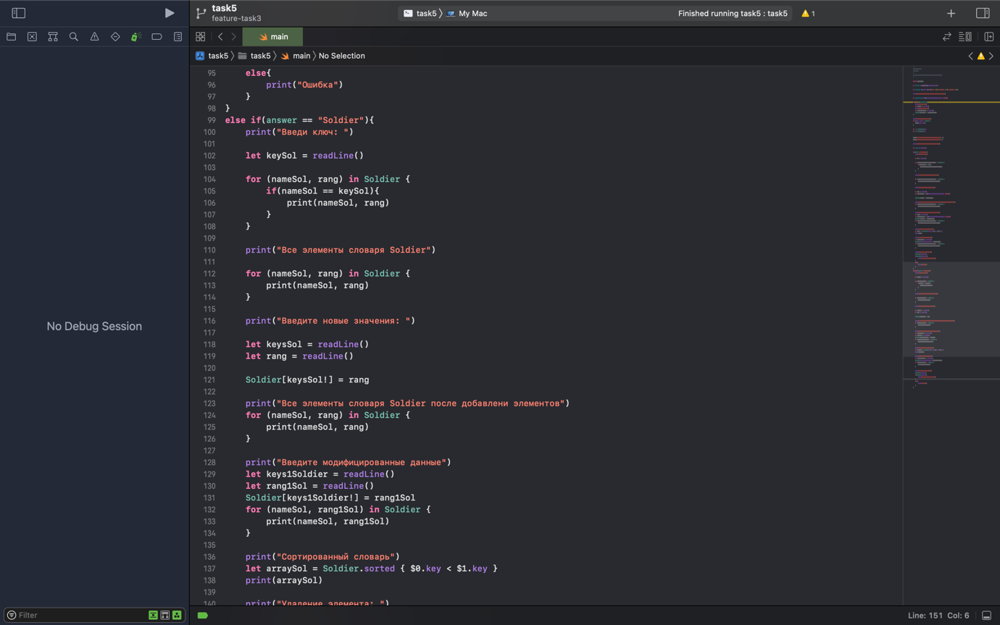 task5
feature-task3
task5 〉 My Mac
Finished running task5 : task5
1
main
task5 〉 task5 〉 main 〉 No Selection
95 else{
96 print("Ошибка")
97 }
98 }
99 else if(answer == "Soldier"){
100 print("Введи ключ: ")
101
102 let keySol = readLine()
103
104 for (nameSol, rang) in Soldier {
105 if(nameSol == keySol){
106 print(nameSol, rang)
107 }
108 }
109
110 print("Все элементы словаря Soldier")
111
112 for (nameSol, rang) in Soldier {
113 print(nameSol, rang)
114 }
115
116 print("Введите новые значения: ")
117
118 let keysSol = readLine()
119 let rang = readLine()
120
121 Soldier[keysSol!] = rang
122
123 print("Все элементы словаря Soldier после добавлени элементов")
124 for (nameSol, rang) in Soldier {
125 print(nameSol, rang)
126 }
127
128 print("Введите модифицированные данные")
129 let keys1Soldier = readLine()
130 let rang1Sol = readLine()
131 Soldier[keys1Soldier!] = rang1Sol
132 for (nameSol, rang1Sol) in Soldier {
133 print(nameSol, rang1Sol)
134 }
135
136 print("Сортированный словарь")
137 let arraySol = Soldier.sorted { $0.key < $1.key }
138 print(arraySol)
139
140 print("Удаление элемента: ")
No Debug Session
Filter
Line: 151 Col: 6